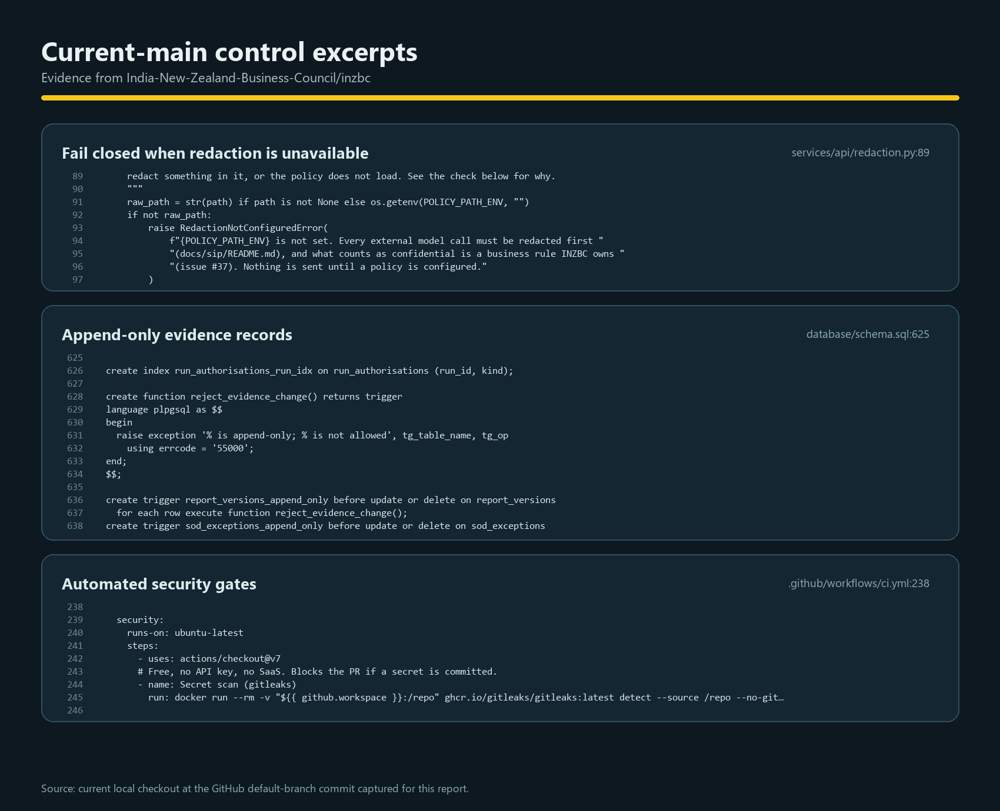 Current-main control excerpts
Evidence from India-New-Zealand-Business-Council/inzbc
Fail closed when redaction is unavailable services/api/redaction.py:89
89 redact something in it, or the policy does not load. See the check below for why.
90 """
91 raw_path = str(path) if path is not None else os.getenv(POLICY_PATH_ENV, "")
92 if not raw_path:
93 raise RedactionNotConfiguredError(
94 f"{POLICY_PATH_ENV} is not set. Every external model call must be redacted first "
95 "(docs/sip/README.md), and what counts as confidential is a business rule INZBC owns "
96 "(issue #37). Nothing is sent until a policy is configured."
97 )
Append-only evidence records database/schema.sql:625
625
626 create index run_authorisations_run_idx on run_authorisations (run_id, kind);
627
628 create function reject_evidence_change() returns trigger
629 language plpgsql as $$
630 begin
631 raise exception '% is append-only; % is not allowed', tg_table_name, tg_op
632 using errcode = '55000';
633 end;
634 $$;
635
636 create trigger report_versions_append_only before update or delete on report_versions
637 for each row execute function reject_evidence_change();
638 create trigger sod_exceptions_append_only before update or delete on sod_exceptions
Automated security gates .github/workflows/ci.yml:238
238
239 security:
240 runs-on: ubuntu-latest
241 steps:
242 - uses: actions/checkout@v7
243 # Free, no API key, no SaaS. Blocks the PR if a secret is committed.
244 - name: Secret scan (gitleaks)
245 run: docker run --rm -v "${{ github.workspace }}:/repo" ghcr.io/gitleaks/gitleaks:latest detect --source /repo --no-git…
246
Source: current local checkout at the GitHub default-branch commit captured for this report.